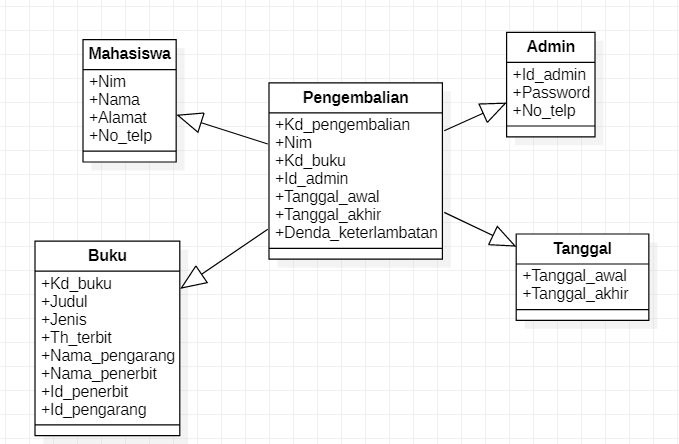 Mahasiswa
+Nim
+Nama
+Alamat
+No_telp
Pengembalian
+Kd_pengembalian
+Nim
+Kd_buku
+Id_admin
+Tanggal_awal
+Tanggal_akhir
+Denda_keterlambatan
Admin
+Id_admin
+Password
+No_telp
Buku
+Kd_buku
+Judul
+Jenis
+Th_terbit
+Nama_pengarang
+Nama_penerbit
+Id_penerbit
+Id_pengarang
Tanggal
+Tanggal_awal
+Tanggal_akhir